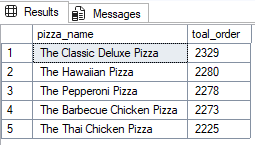 Results Messages
pizza_name toal_order
1 The Classic Deluxe Pizza 2329
2 The Hawaiian Pizza 2280
3 The Pepperoni Pizza 2278
4 The Barbecue Chicken Pizza 2273
5 The Thai Chicken Pizza 2225